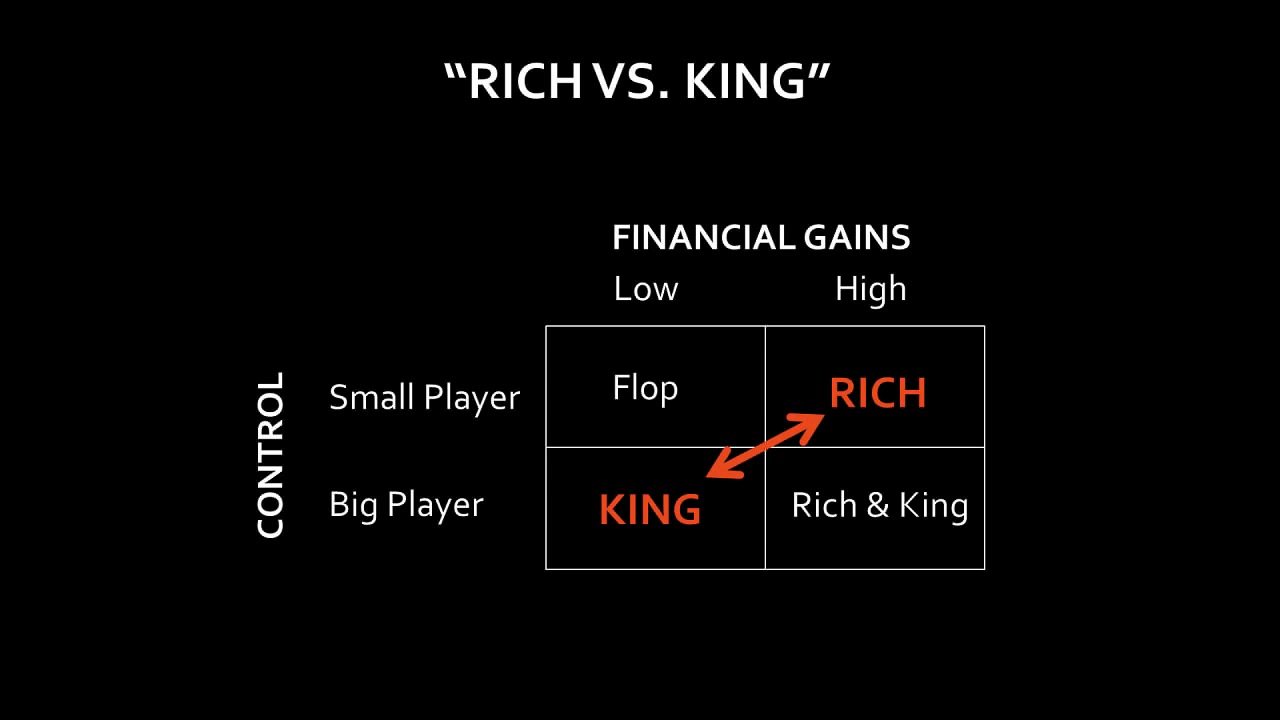 “RICH VS. KING”
FINANCIAL GAINS
Low High
CONTROL
Small Player Flop RICH
Big Player KING Rich & King